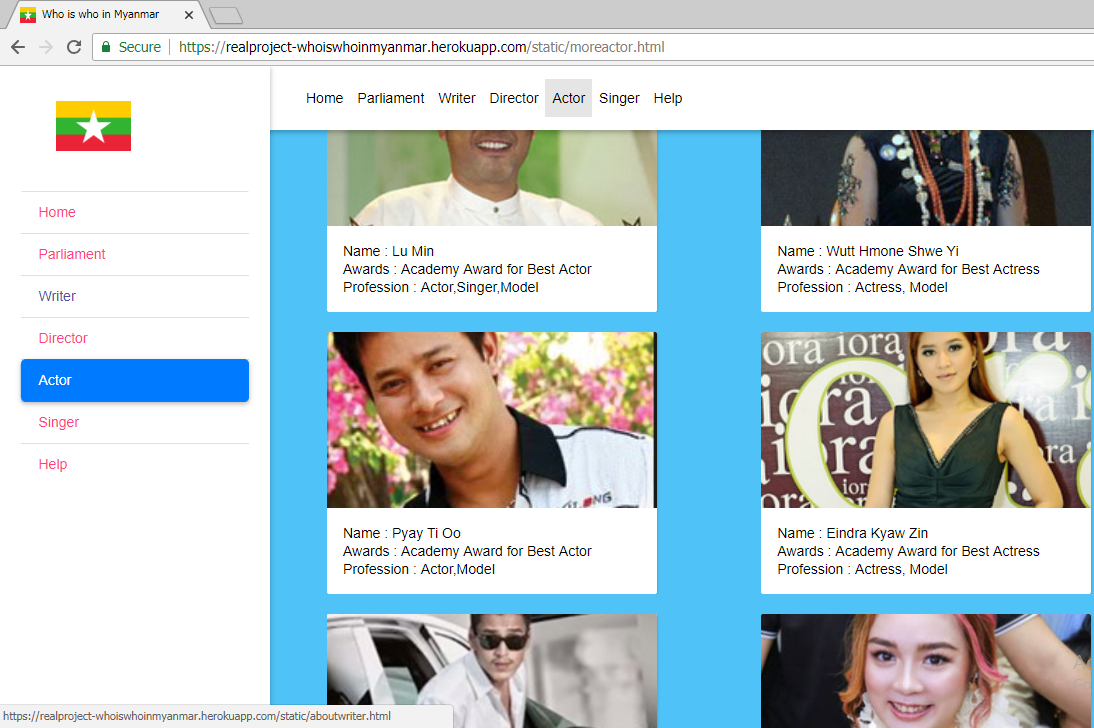 Who is who in Myanmar
Secure
https://realproject-whoiswhoinmyanmar.herokuapp.com/static/moreactor.html
Home Parliament Writer Director Actor Singer Help
Home
Parliament
Writer
Director
Actor
Singer
Help
Name : Lu Min
Awards : Academy Award for Best Actor
Profession : Actor,Singer,Model
Name : Wutt Hmone Shwe Yi
Awards : Academy Award for Best Actress
Profession : Actress, Model
iora iora
iora
iora
Name : Pyay Ti Oo
Awards : Academy Award for Best Actor
Profession : Actor,Model
Name : Eindra Kyaw Zin
Awards : Academy Award for Best Actress
Profession : Actress, Model
https://realproject-whoiswhoinmyanmar.herokuapp.com/static/aboutwriter.html